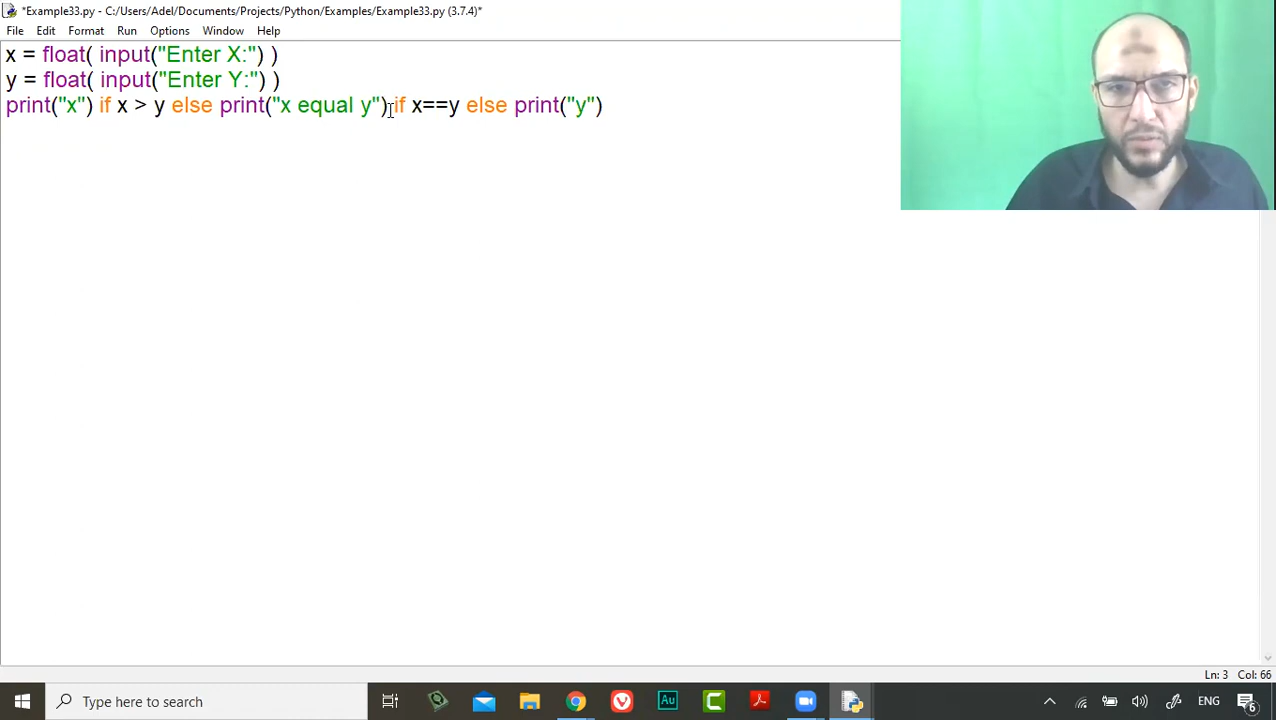 *Example33.py - C:/Users/Adel/Documents/Projects/Python/Examples/Example33.py (3.7.4)*
File Edit Format Run Options Window Help
x = float( input("Enter X:") )
y = float( input("Enter Y:") )
print("x") if x > y else print("x equal y") if x==y else print("y")
Ln: 3 Col: 66
Type here to search
Au
ENG
6